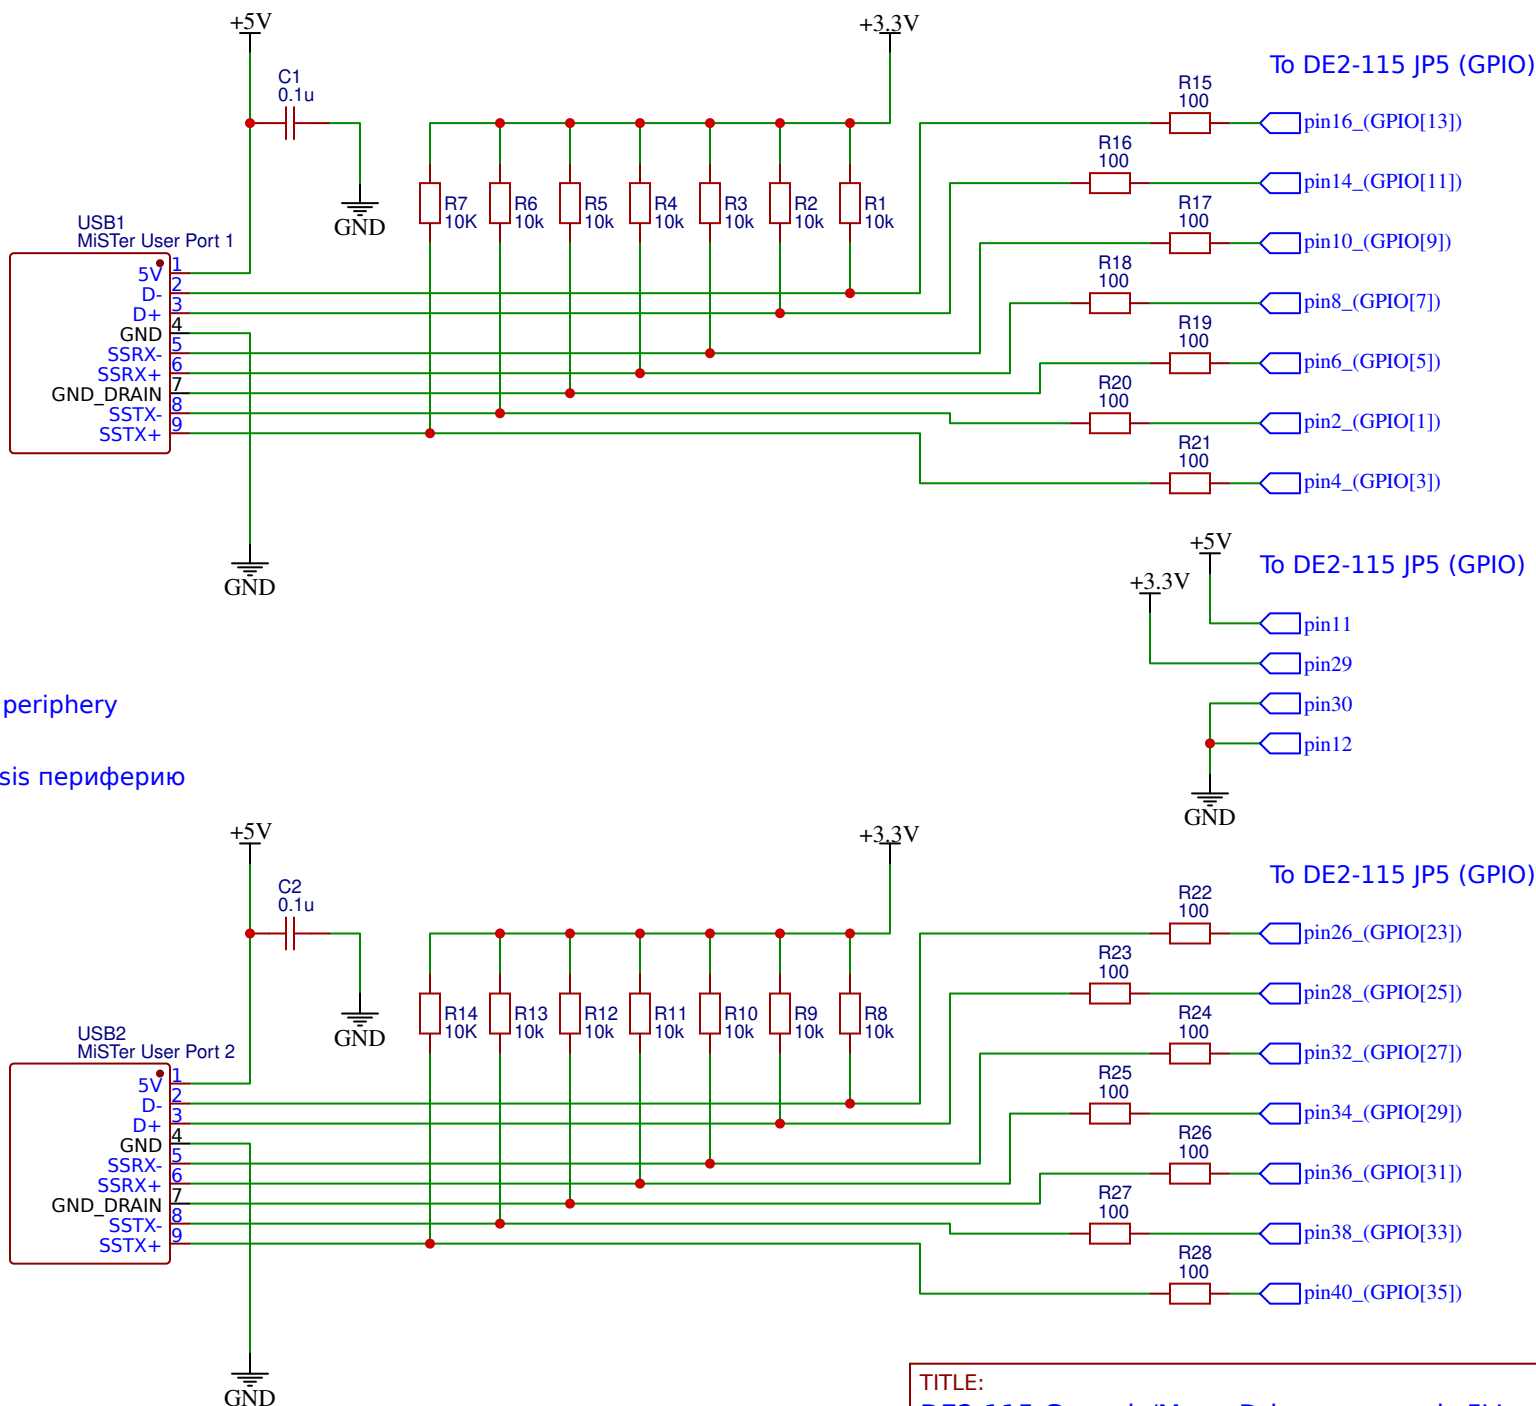 +5V
+3.3V
To DE2-115 JP5 (GPIO)
C1
0.1u
GND
R7
10K
R6
10k
R5
10k
R4
10k
R3
10k
R2
10k
R1
10k
R15
100
pin16_(GPIO[13])
R16
100
pin14_(GPIO[11])
R17
100
pin10_(GPIO[9])
R18
100
pin8_(GPIO[7])
R19
100
pin6_(GPIO[5])
R20
100
pin2_(GPIO[1])
R21
100
pin4_(GPIO[3])
USB1
MiSTer User Port 1
5V 1
D- 2
D+ 3
GND 4
SSRX- 5
SSRX+ 6
GND_DRAIN 7
SSTX- 8
SSTX+ 9
GND
+5V
To DE2-115 JP5 (GPIO)
+3.3V
pin11
pin29
pin30
pin12
GND
periphery
sis периферию
+5V
+3.3V
To DE2-115 JP5 (GPIO)
C2
0.1u
GND
R14
10K
R13
10k
R12
10k
R11
10k
R10
10k
R9
10k
R8
10k
R22
100
pin26_(GPIO[23])
R23
100
pin28_(GPIO[25])
R24
100
pin32_(GPIO[27])
R25
100
pin34_(GPIO[29])
R26
100
pin36_(GPIO[31])
R27
100
pin38_(GPIO[33])
R28
100
pin40_(GPIO[35])
USB2
MiSTer User Port 2
5V 1
D- 2
D+ 3
GND 4
SSRX- 5
SSRX+ 6
GND_DRAIN 7
SSTX- 8
SSTX+ 9
GND
TITLE: